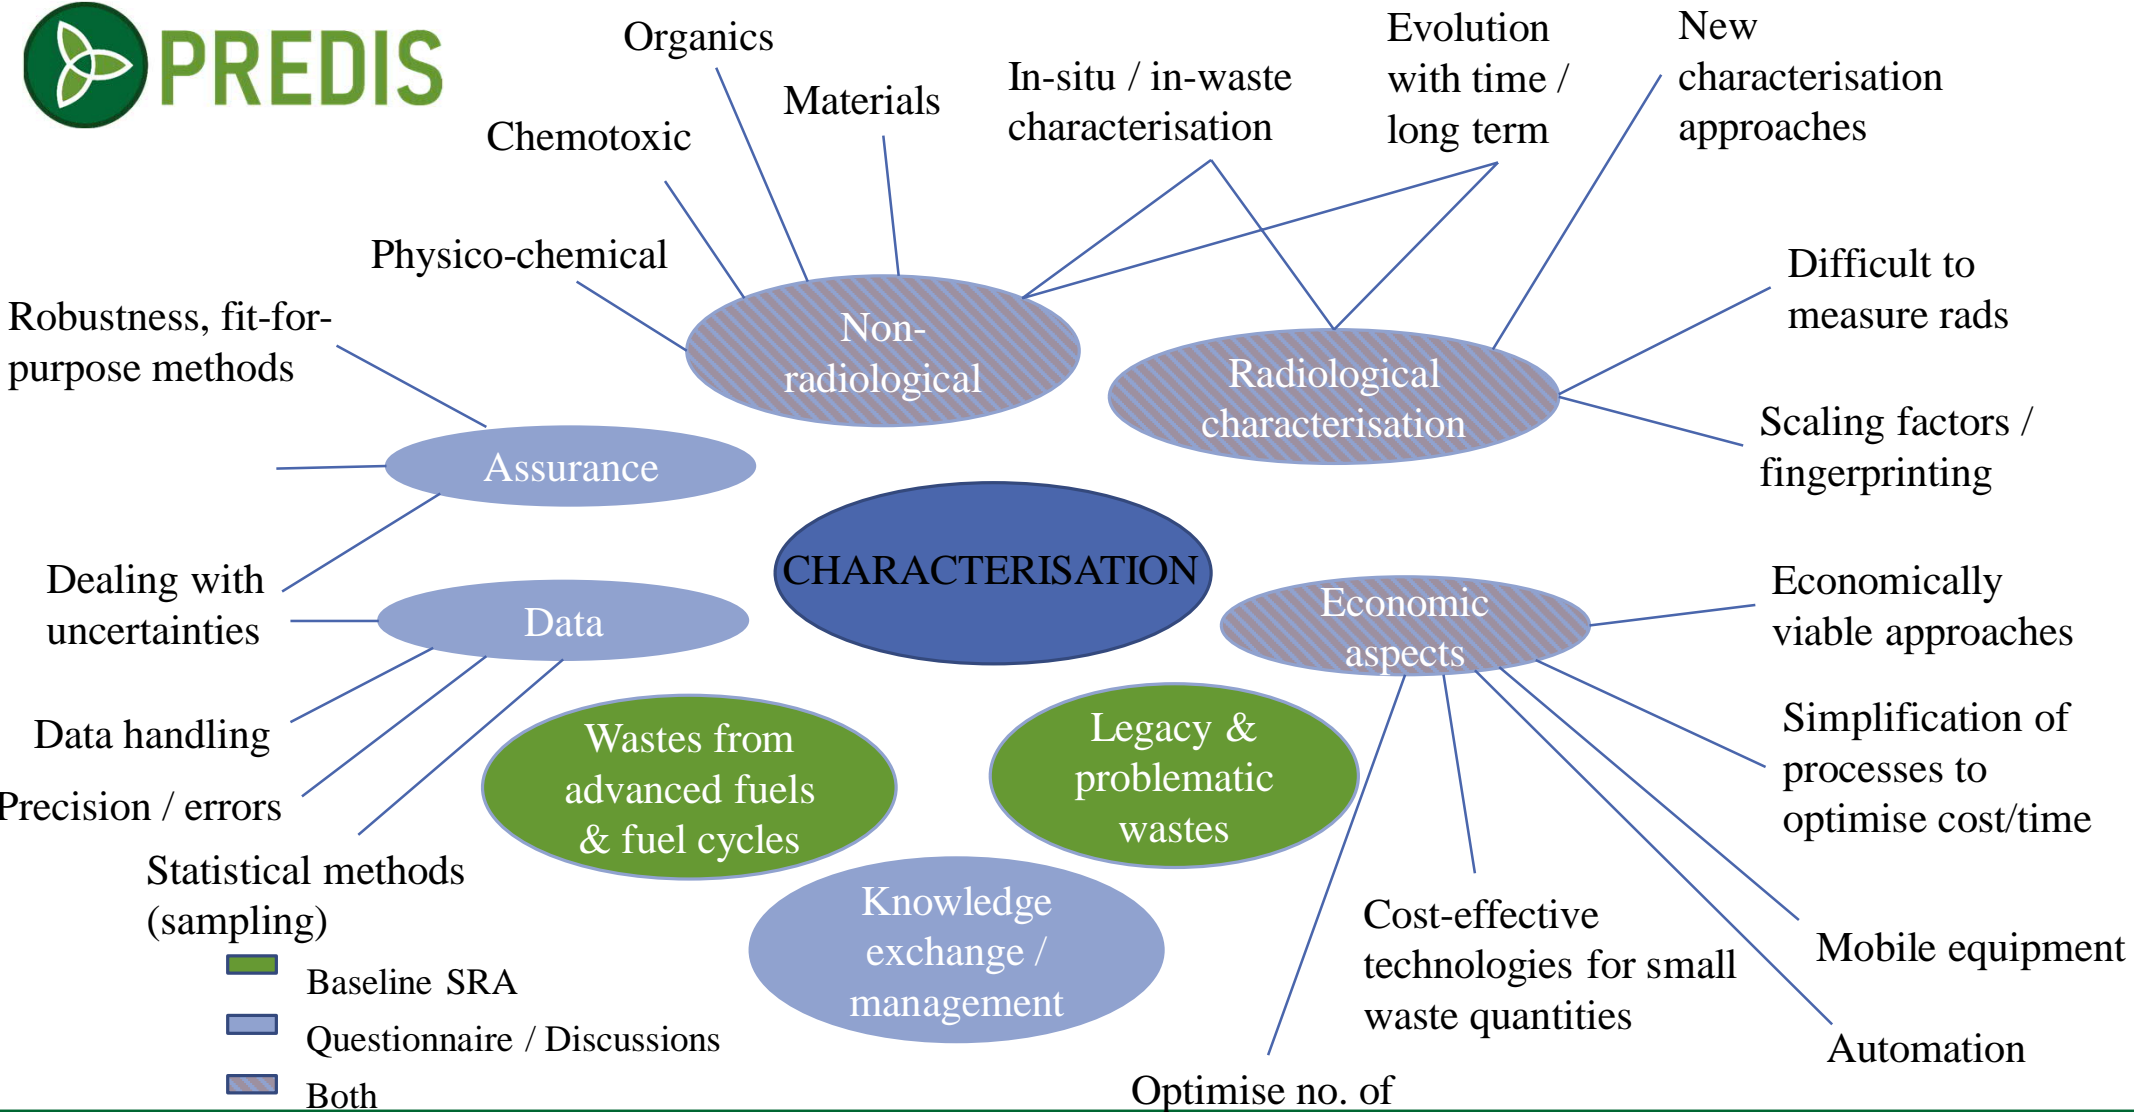 PREDIS
Organics
Materials
Chemotoxic
Physico-chemical
In-situ / in-waste
characterisation
Evolution
with time /
long term
New
characterisation
approaches
Difficult to
measure rads
Scaling factors /
fingerprinting
Robustness, fit-for-
purpose methods
Non-
radiological
Radiological
characterisation
Assurance
CHARACTERISATION
Dealing with
uncertainties
Data
Economic
aspects
Economically
viable approaches
Data handling
Precision / errors
Statistical methods
(sampling)
Wastes from
advanced fuels
& fuel cycles
Legacy &
problematic
wastes
Knowledge
exchange /
management
Simplification of
processes to
optimise cost/time
Cost-effective
technologies for small
waste quantities
Mobile equipment
Automation
Optimise no. of
Baseline SRA
Questionnaire / Discussions
Both